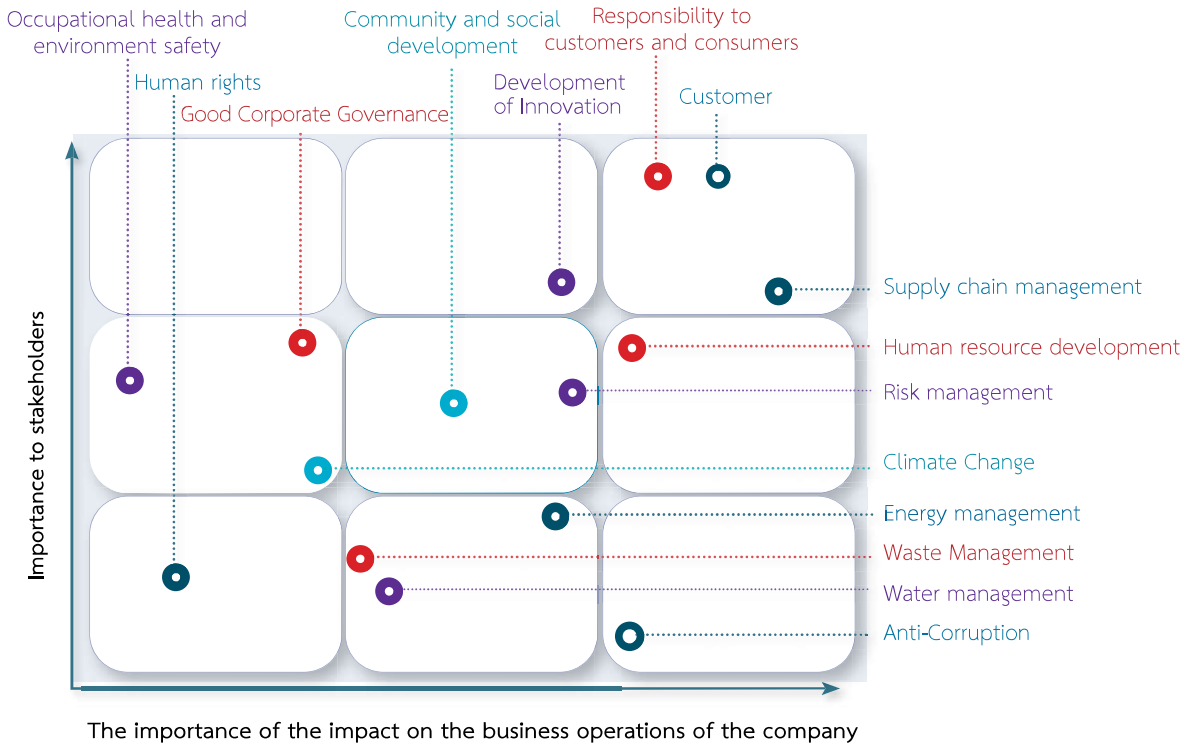 Occupational health and
environment safety
Community and social
development
Responsibility to
customers and consumers
Human rights
Development
of Innovation
Customer
Good Corporate Governance
Supply chain management
Human resource development
Risk management
Climate Change
Energy management
Waste Management
Water management
Anti-Corruption
Importance to stakeholders
The importance of the impact on the business operations of the company